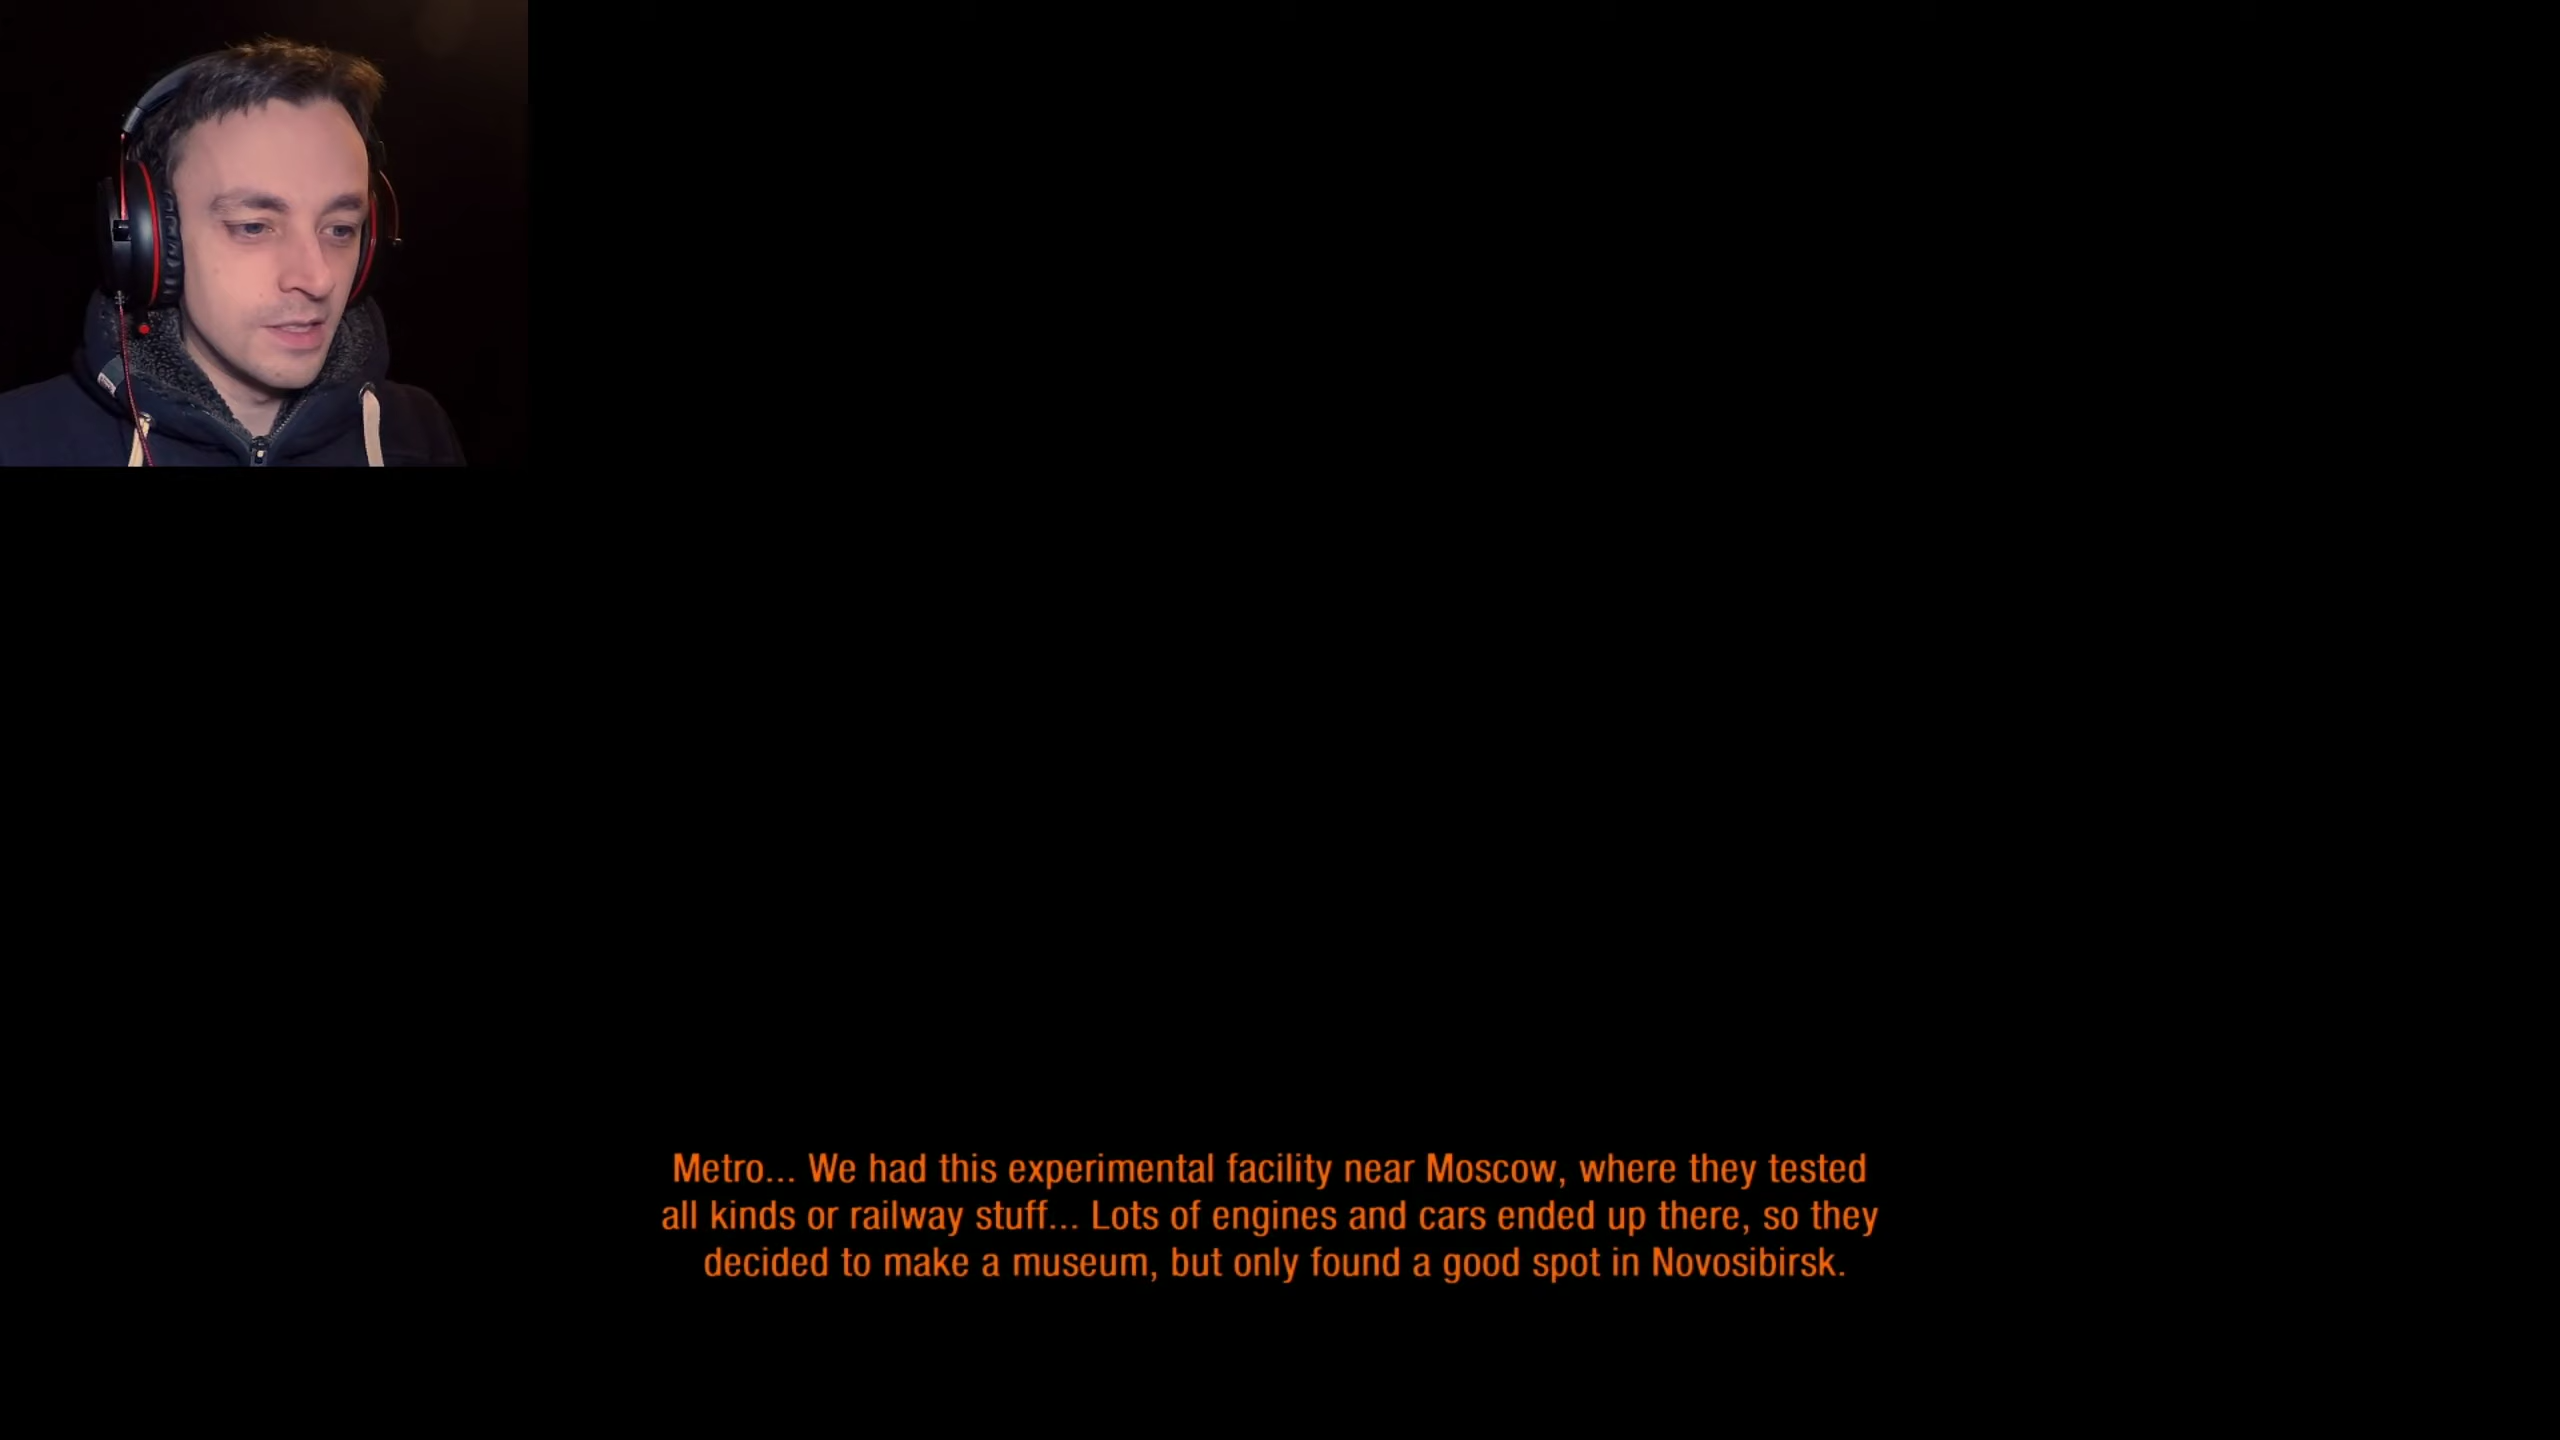 Metro... We had this experimental facility near Moscow, where they tested
all kinds or railway stuff... Lots of engines and cars ended up there, so they
decided to make a museum, but only found a good spot in Novosibirsk.